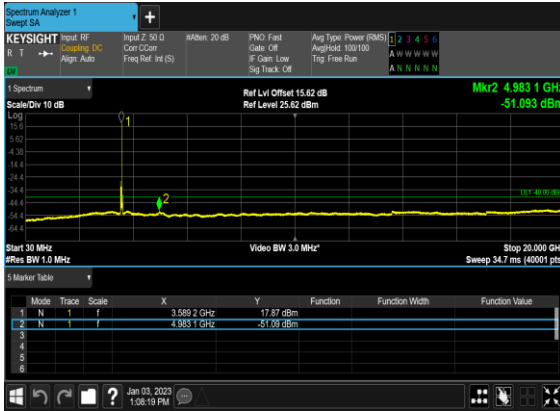 Spectrum Analyzer 1
Swept SA
+
KEYSIGHT Input: RF Input Z: 50 Ω #Atten: 20 dB PNO: Fast Avg Type: Power (RMS) 1 2 3 4 5 6
R T Coupling: DC Corr CCorr Gate: Off Avg|Hold: 100/100 A W W W W W
Align: Auto Freq Ref: Int (S) IF Gain: Low Trig: Free Run
Sig Track: Off A N N N N N
1 Spectrum Ref Lvl Offset 15.62 dB Mkr2 4.983 1 GHz
Scale/Div 10 dB Ref Level 25.62 dBm -51.093 dBm
Log
15.6
5.62
-4.38
-14.4
-24.4
-34.4
-44.4
-54.4
-64.4
1
2
DL1 -40.00 dBm
Start 30 MHz Video BW 3.0 MHz* Stop 20.000 GHz
#Res BW 1.0 MHz Sweep 34.7 ms (40001 pts)
5 Marker Table
Mode Trace Scale X Y Function Function Width Function Value
1 N 1 f 3.589 2 GHz 17.87 dBm
2 N 1 f 4.983 1 GHz -51.09 dBm
3
4
5
6
? Jan 03, 2023
1:08:19 PM